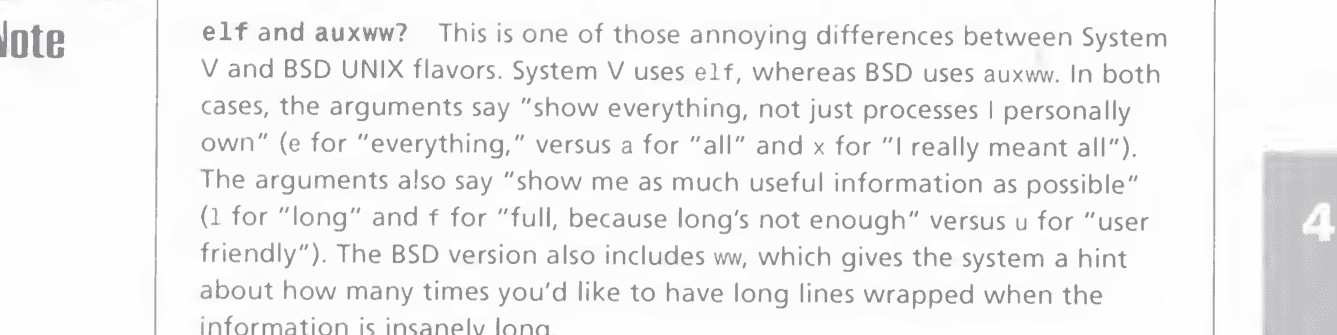 Note
elf and auxww? This is one of those annoying differences between System
V and BSD UNIX flavors. System V uses elf, whereas BSD uses auxww. In both
cases, the arguments say "show everything, not just processes I personally
own" (e for "everything," versus a for "all" and x for "I really meant all").
The arguments also say "show me as much useful information as possible"
(l for "long" and f for "full, because long's not enough" versus u for "user
friendly"). The BSD version also includes ww, which gives the system a hint
about how many times you'd like to have long lines wrapped when the
information is insanely long.
4